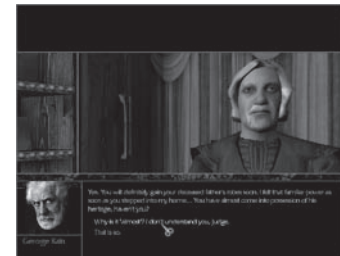 Yes. You will definitely gain your deceased father's robes soon. I felt that familiar power as
soon as you stepped into my home... You have almost come into possession of his
heritage, haven't you?
Why is it 'almost'? I don't understand you, Judge.
That is so.
George Kain